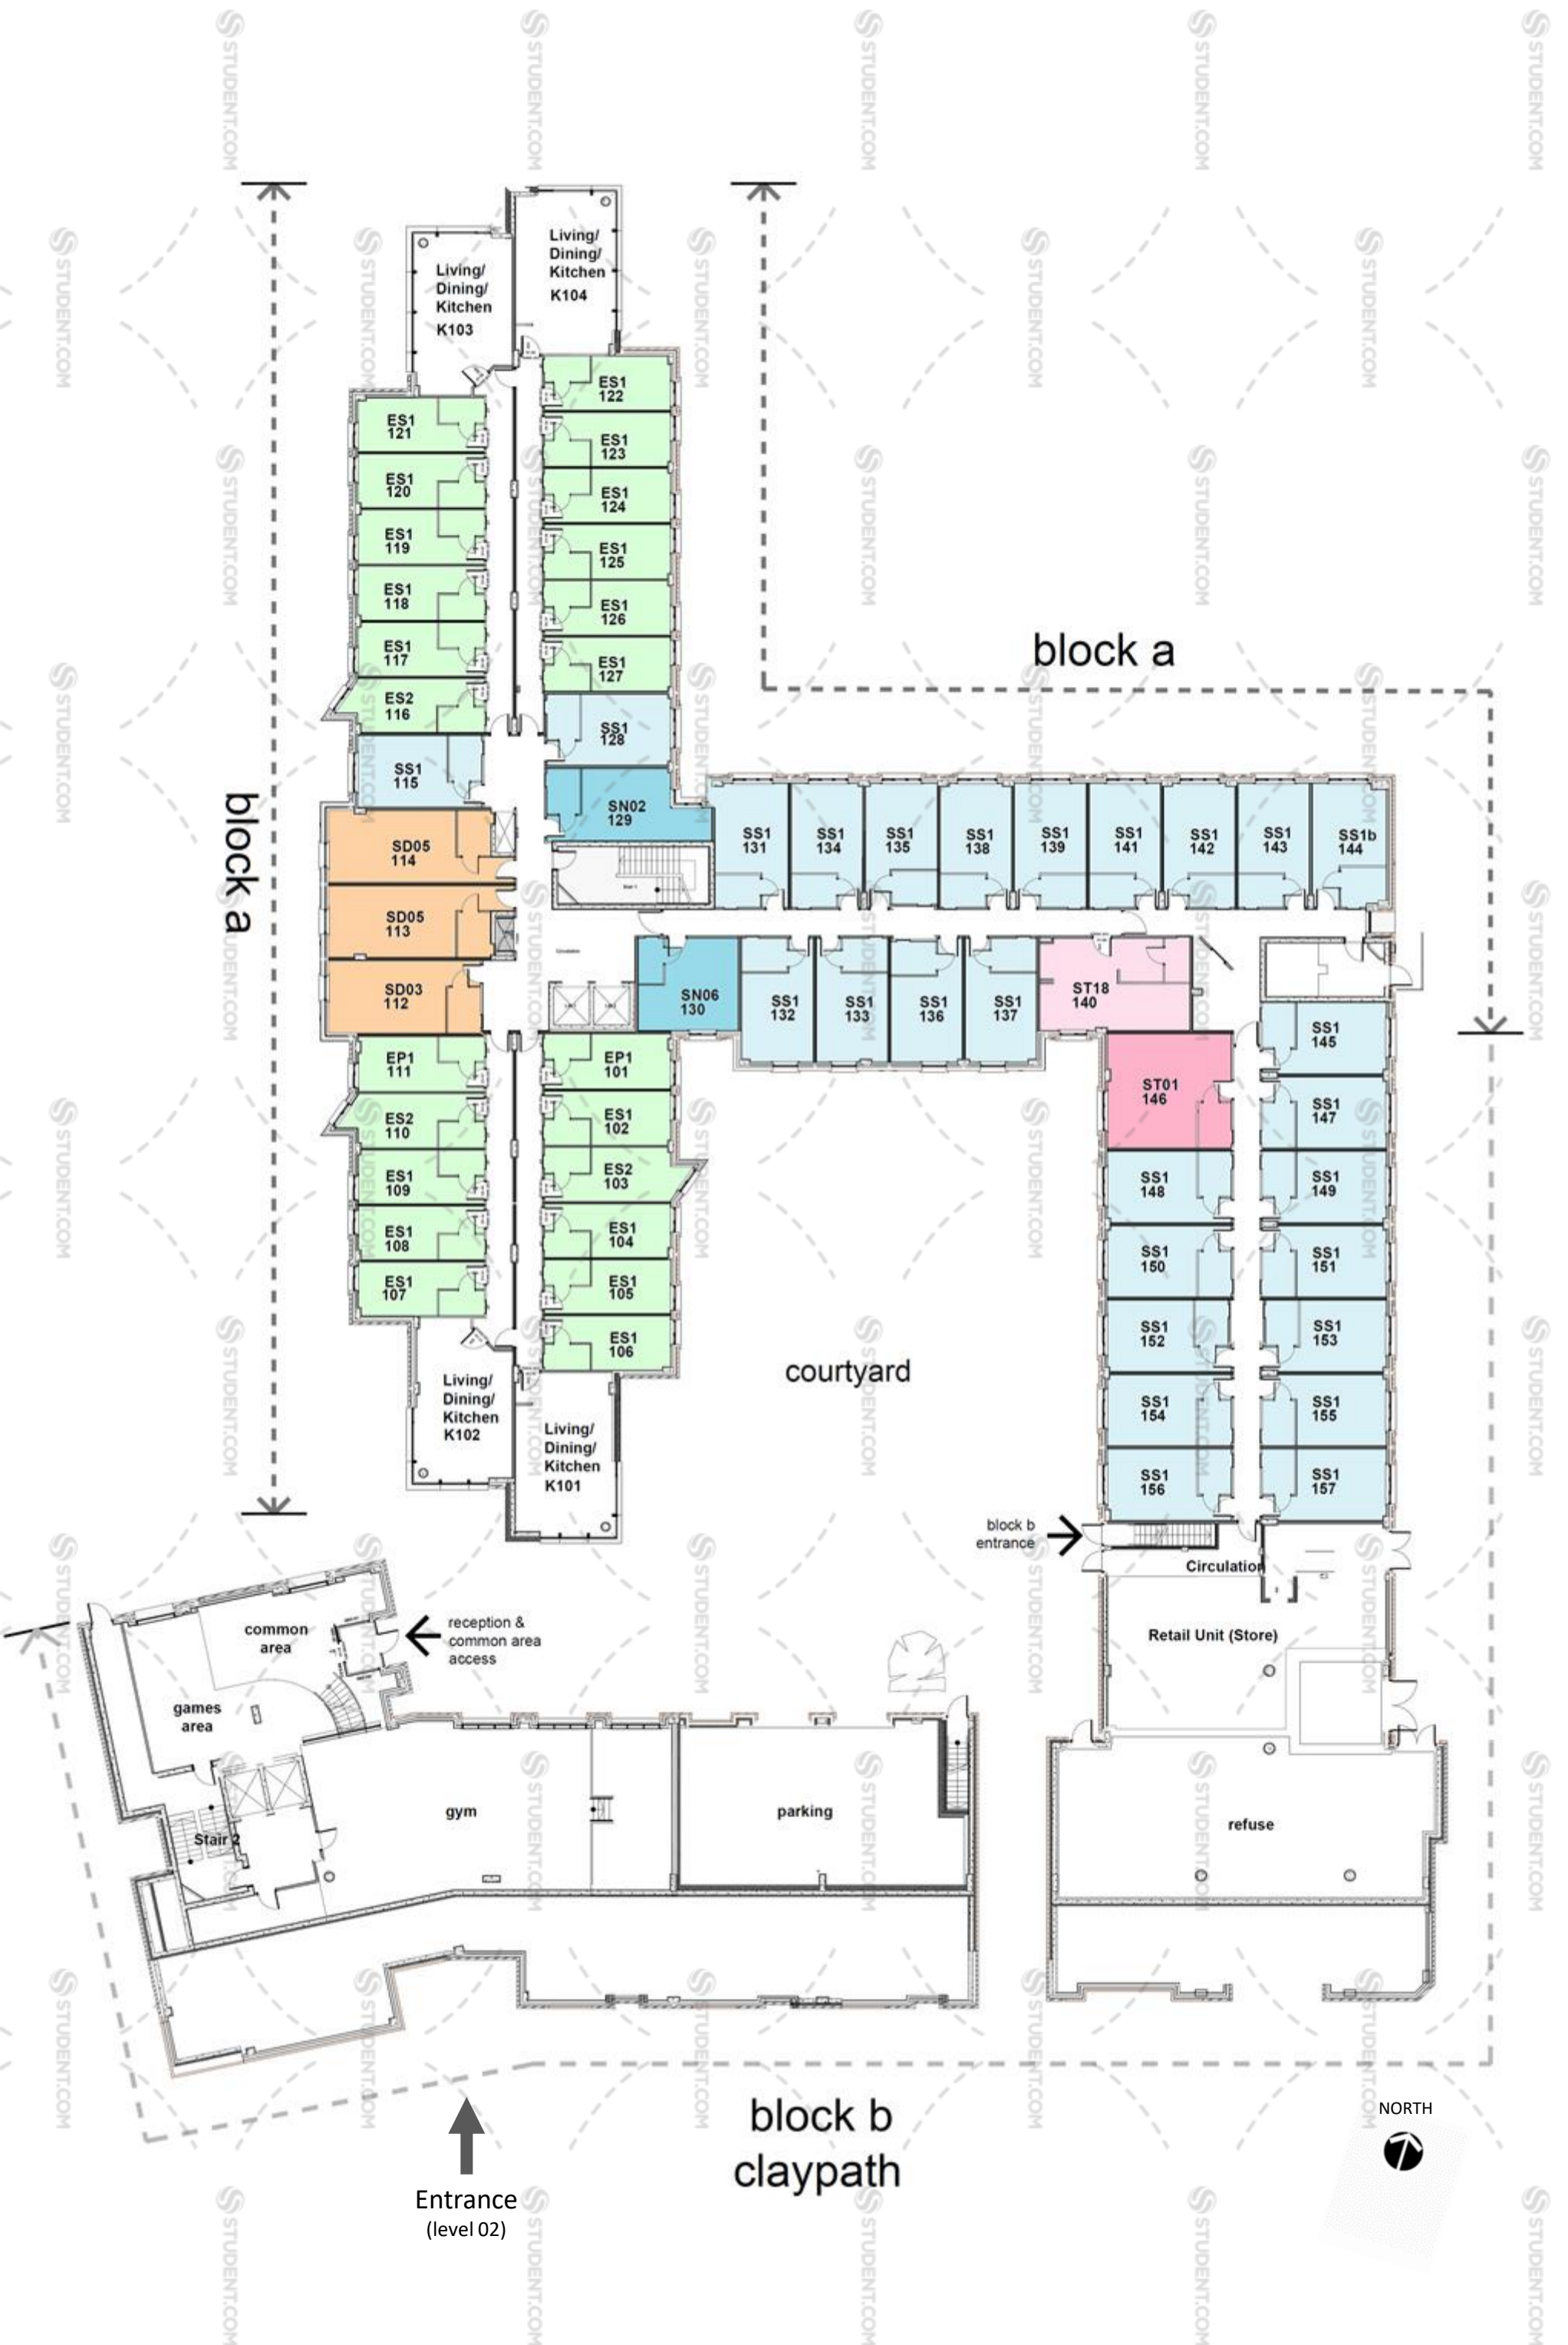 Living/
Dining/
Kitchen
K104
Living/
Dining/
Kitchen
K103
ES1
122
ES1
121
ES1
123
ES1
120
ES1
124
ES1
119
ES1
125
ES1
118
ES1
126
ES1
117
ES1
127
ES2
116
SS1
128
SS1
115
SN02
129
block a
block a
SD05
114
SD05
113
SD03
112
Stair 1
Circulation
SS1
131
SS1
134
SS1
135
SS1
138
SS1
139
SS1
141
SS1
142
SS1
143
SS1b
144
SN06
130
SS1
132
SS1
133
SS1
136
SS1
137
ST18
140
EP1
111
EP1
101
ES2
110
ES1
102
ES1
109
ES2
103
ES1
108
ES1
104
ES1
107
ES1
105
ES1
106
Living/
Dining/
Kitchen
K102
Living/
Dining/
Kitchen
K101
courtyard
SS1
145
ST01
146
SS1
147
SS1
148
SS1
149
SS1
150
SS1
151
SS1
152
SS1
153
SS1
154
SS1
155
SS1
156
SS1
157
block b
entrance
Circulation
Retail Unit (Store)
common
area
reception &
common area
access
games
area
Stair 2
gym
parking
refuse
block b
claypath
Entrance
(level 02)
NORTH
STUDENT.COM